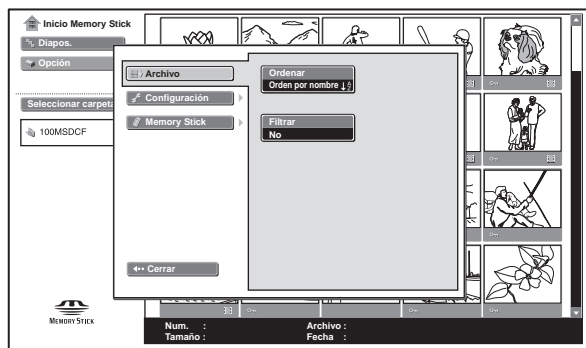 Inicio Memory Stick
Diapos.
Opción
Seleccionar carpeta
100MSDCF
MEMORY STICK
Archivo
Configuración
Memory Stick
Cerrar
Ordenar
Orden por nombre
Filtrar
No
Num. :
Archivo :
Tamaño :
Fecha :